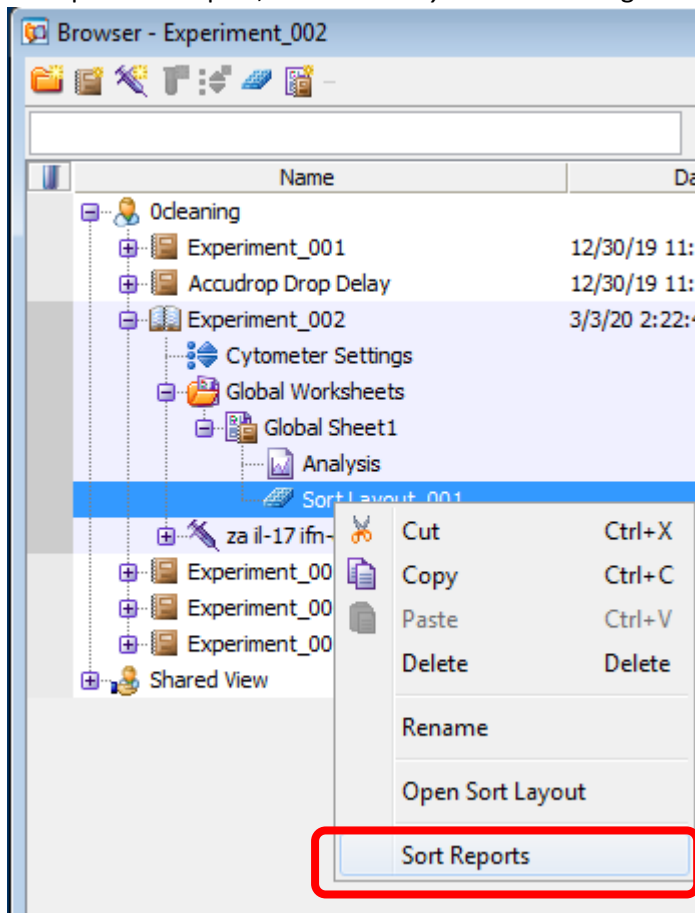 Browser - Experiment_002
Name Da
0cleaning
Experiment_001 12/30/19 11:
Accudrop Drop Delay 12/30/19 11:
Experiment_002 3/3/20 2:22:4
Cytometer Settings
Global Worksheets
Global Sheet1
Analysis
Sort Layout_001
za il-17 ifn-
Experiment_00
Experiment_00
Experiment_00
Shared View
Cut Ctrl+X
Copy Ctrl+C
Paste Ctrl+V
Delete Delete
Rename
Open Sort Layout
Sort Reports